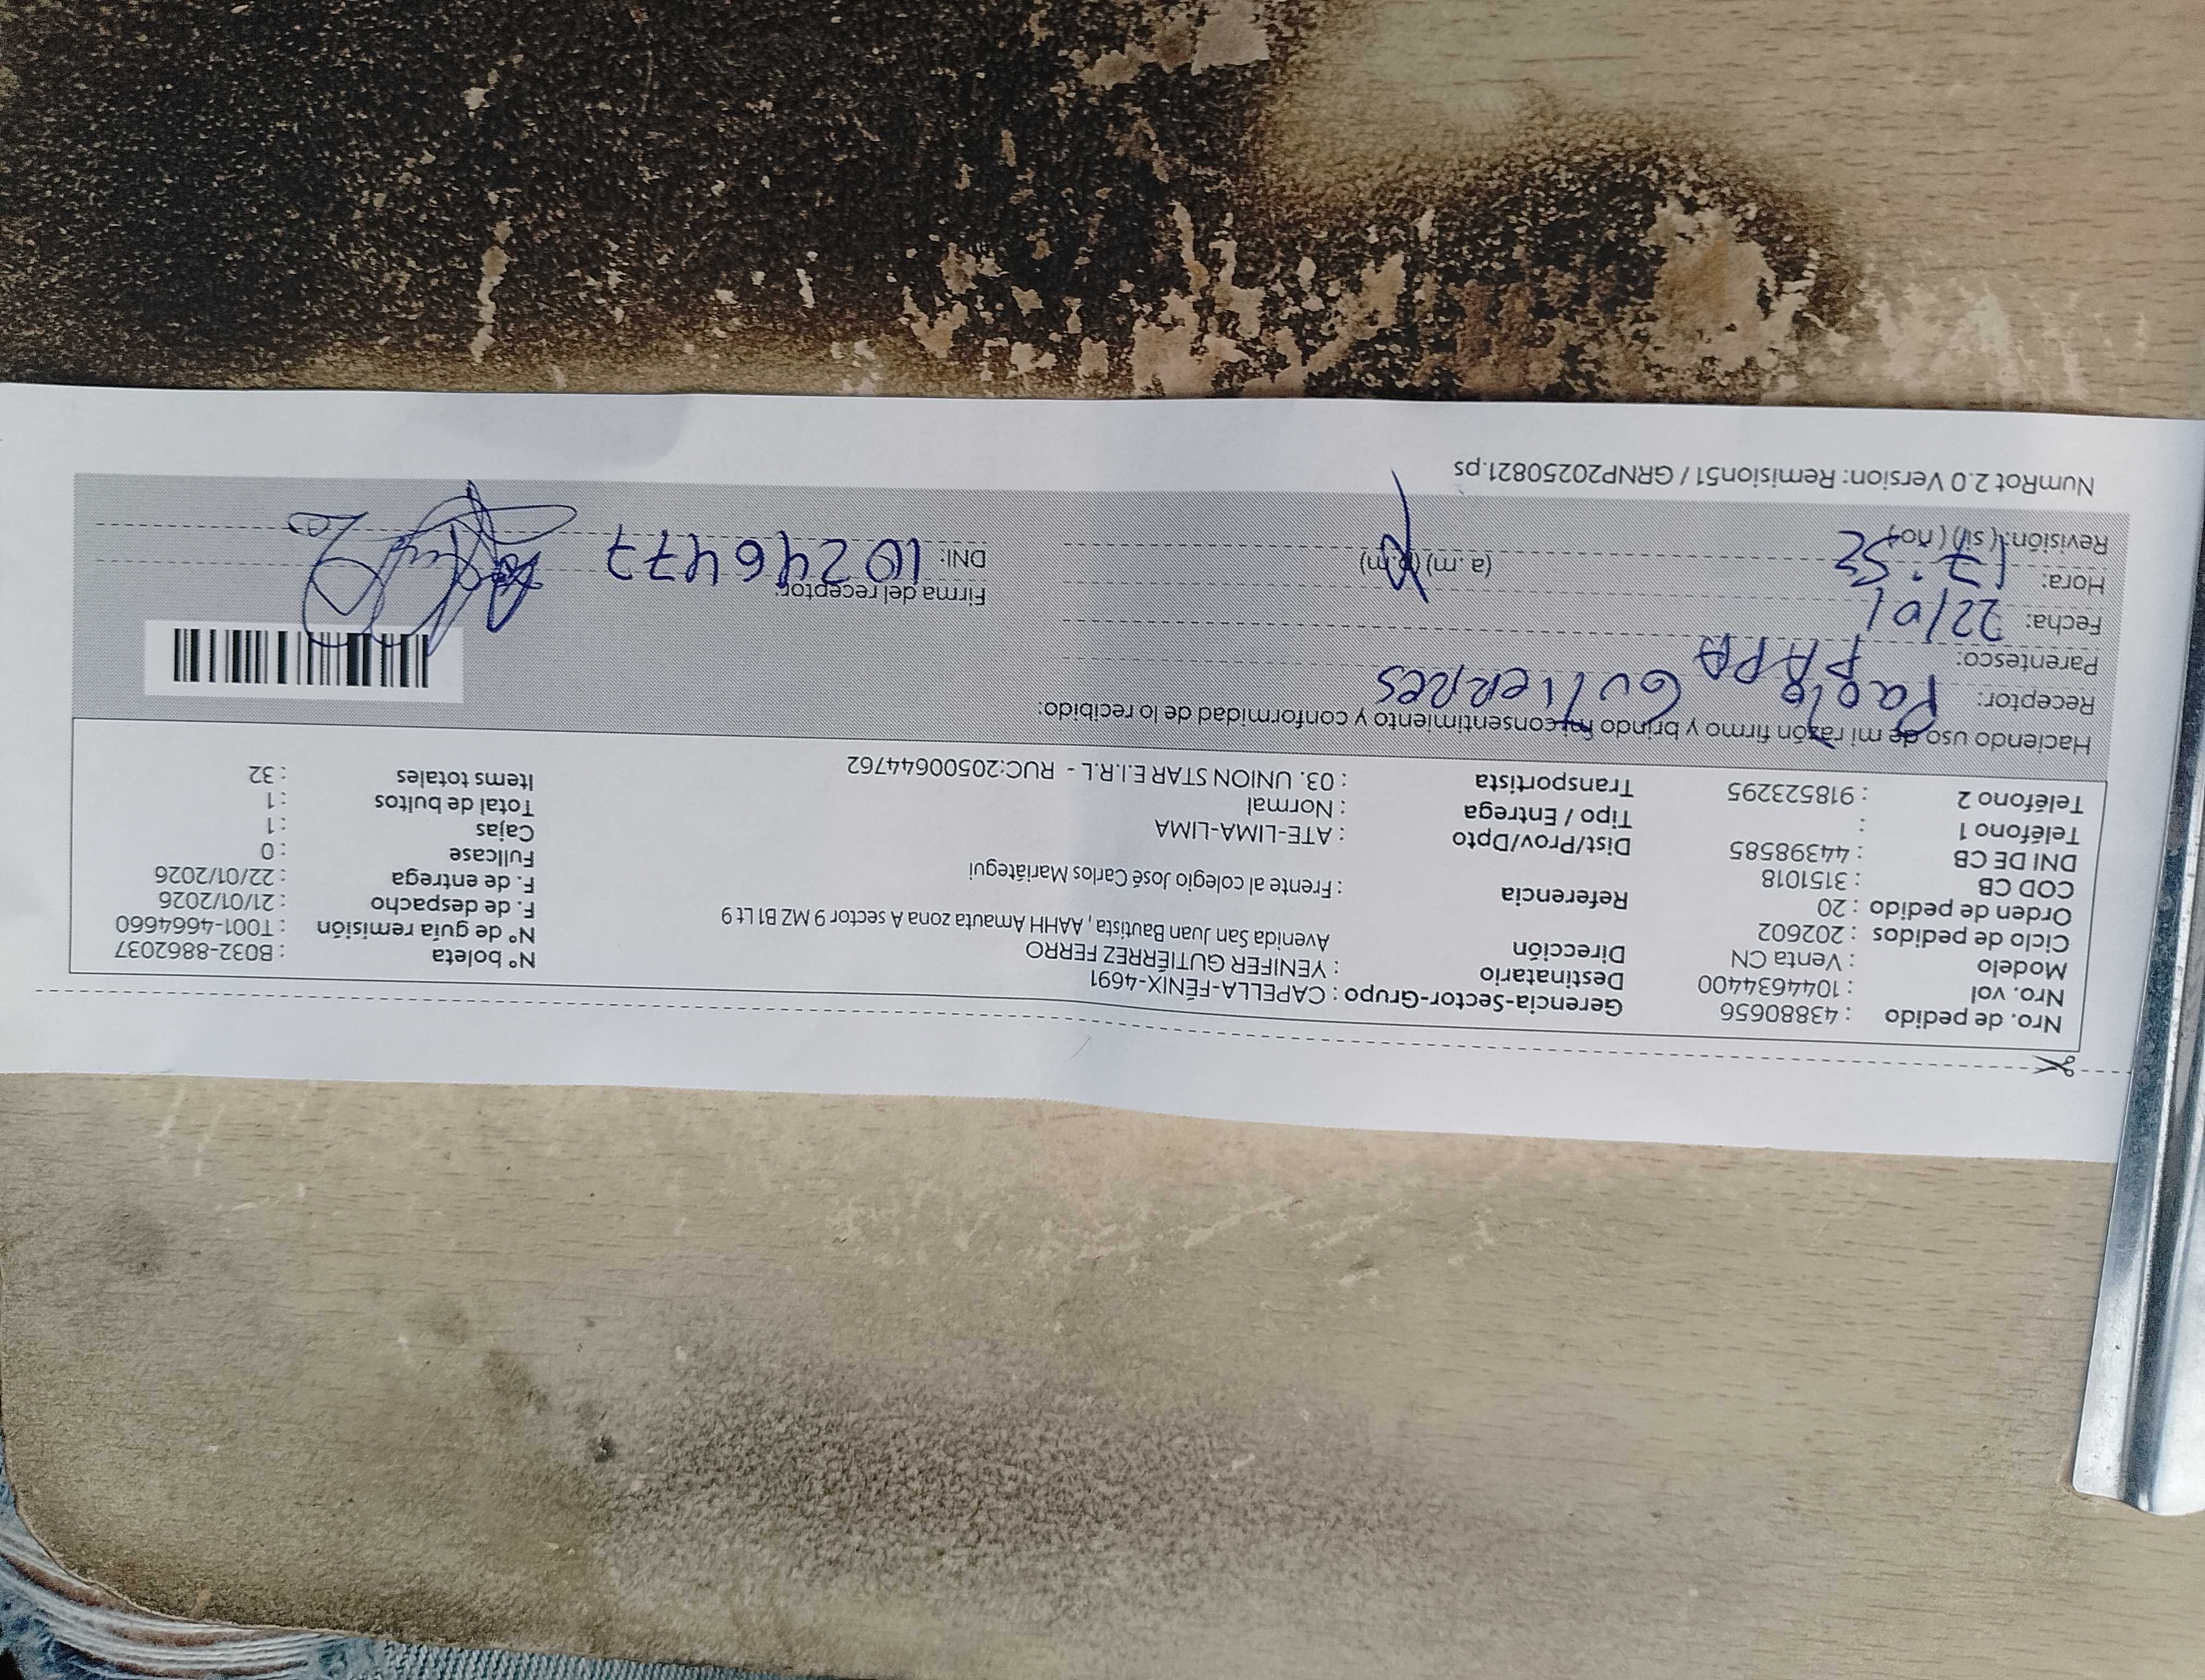 Nro. de pedido : 43880656
Nro. vol : 10446344400
Modelo : Venta CN
Ciclo de pedidos : 202602
Orden de pedido : 20
COD CB : 3151018
DNI DE CB : 44398585
Teléfono 1 :
Teléfono 2 : 918523295
Gerencia-Sector-Grupo : CAPELLA-FÉNIX-4691
Destinatario : YENIFER GUTIÉRREZ FERRO
Dirección Avenida San Juan Bautista , AAHH Amauta zona A sector 9 MZ B1 Lt 9
Referencia : Frente al colegio José Carlos Mariátegui
Dist/Prov/Dpto : ATE-LIMA-LIMA
Tipo / Entrega : Normal
Transportista : 03. UNION STAR E.I.R.L - RUC:20500644762
N° boleta : B032-8862037
N° de guía remisión : T001-4664660
F. de despacho : 21/01/2026
F. de entrega : 22/01/2026
Fullcase : 0
Cajas : 1
Total de bultos : 1
Items totales : 32
Haciendo uso de mi razón firmo y brindo mi consentimiento y conformidad de lo recibido:
Receptor: Paolo GUTIERRES
Parentesco: PAPA
Fecha: 22/01
Hora: 17:52 (a.m) (p.m)
Revisión: ( si) ( no)
Firma del receptor:
DNI: 10246477
NumRot 2.0 Version: Remision51 / GRNP20250821.ps